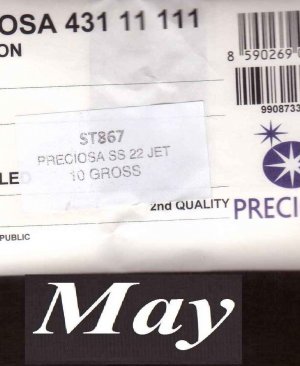 OSA 431 11 111
ON
8 590269
9908733
ST867
PRECIOSA SS 22 JET
10 GROSS
LED
2nd QUALITY
PRECI
PUBLIC
May